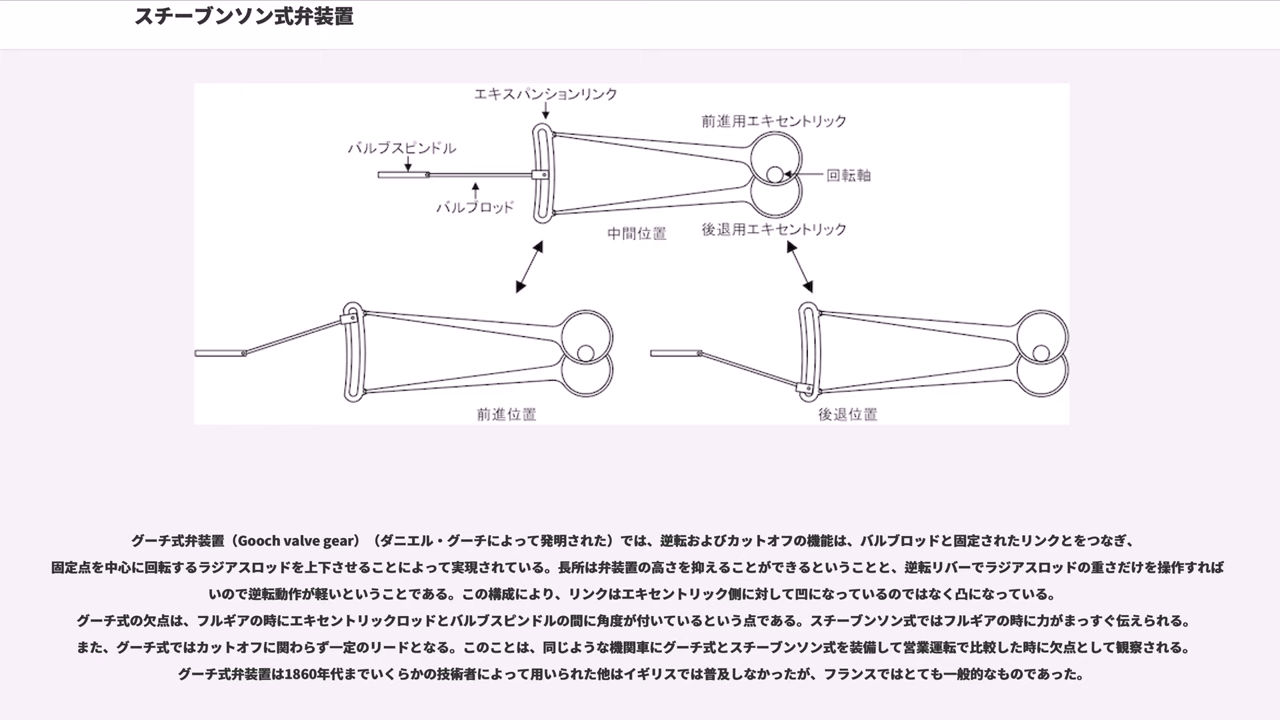 スチーブンソン式弁装置
エキスパンションリンク
前進用エキセントリック
バルブスピンドル
回転軸
バルブロッド
中間位置
後退用エキセントリック
前進位置
後退位置
グーチ式弁装置（Gooch valve gear）（ダニエル・グーチによって発明された）では、逆転およびカットオフの機能は、バルブロッドと固定されたリンクとをつなぎ、
固定点を中心に回転するラジアスロッドを上下させることによって実現されている。長所は弁装置の高さを抑えることができるということと、逆転リバーでラジアスロッドの重さだけを操作すれば
いので逆転動作が軽いということである。この構成により、リンクはエキセントリック側に対して凹になっているのではなく凸になっている。
グーチ式の欠点は、フルギアの時にエキセントリックロッドとバルブスピンドルの間に角度が付いているという点である。スチーブンソン式ではフルギアの時に力がまっすぐ伝えられる。
また、グーチ式ではカットオフに関わらず一定のリードとなる。このことは、同じような機関車にグーチ式とスチーブンソン式を装備して営業運転で比較した時に欠点として観察される。
グーチ式弁装置は1860年代までいくらかの技術者によって用いられた他はイギリスでは普及しなかったが、フランスではとても一般的なものであった。